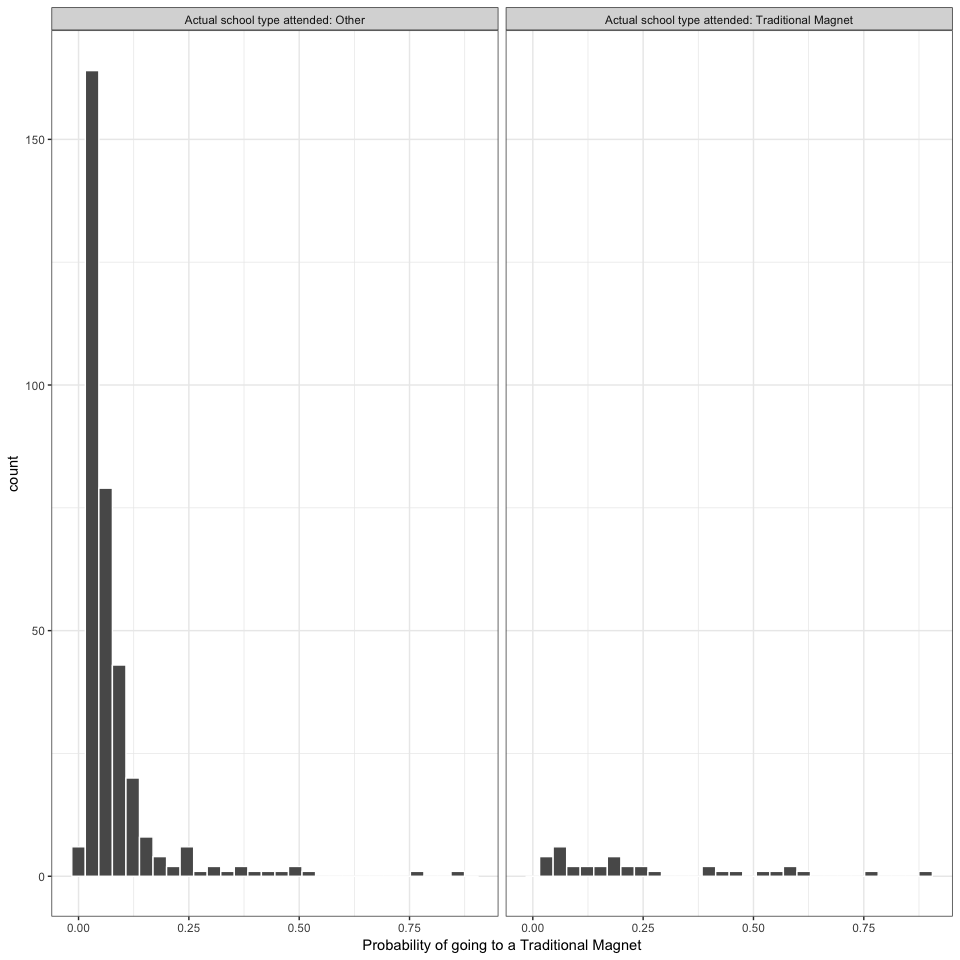 Actual school type attended: Other
Actual school type attended: Traditional Magnet
150
100
50
0
count
0.00 0.25 0.50 0.75
0.00 0.25 0.50 0.75
Probability of going to a Traditional Magnet